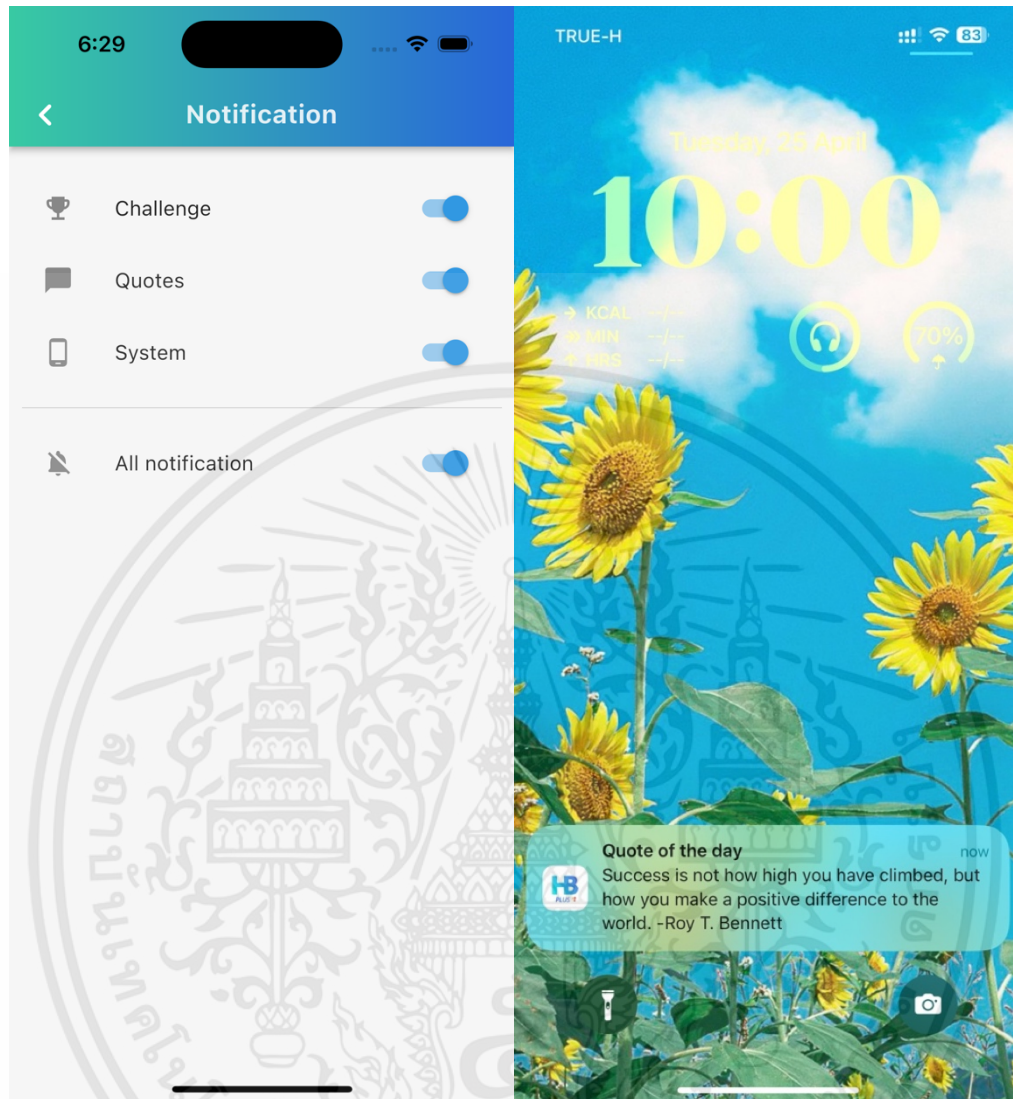 6:29
Notification
Challenge
Quotes
System
All notification
TRUE-H
83
Tuesday, 25 April
10:00
→ KCAL --/--
» MIN --/--
↑ HRS --/--
70%
Quote of the day
now
Success is not how high you have climbed, but
how you make a positive difference to the
world. -Roy T. Bennett
HB
PLUS+